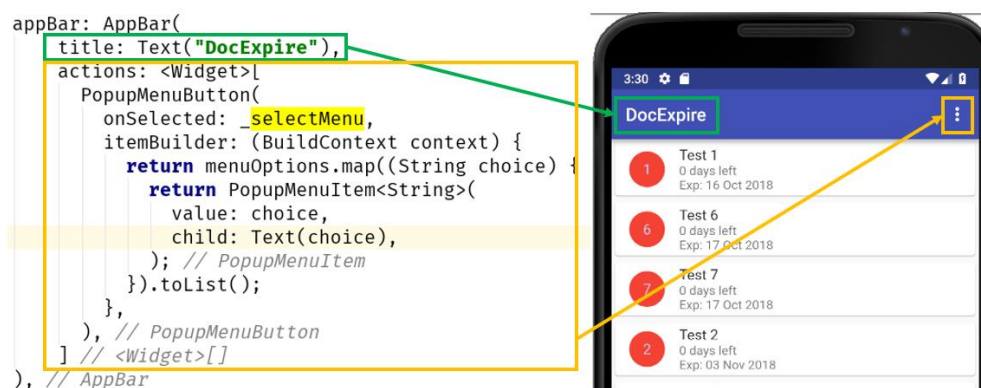 appBar: AppBar(
title: Text("DocExpire"),
actions: <Widget>[
PopupMenuButton(
onSelected: _selectMenu,
itemBuilder: (BuildContext context) {
return menuOptions.map((String choice) {
return PopupMenuItem<String>(
value: choice,
child: Text(choice),
); // PopupMenuItem
}).toList();
},
), // PopupMenuButton
] // <Widget>[]
), // AppBar
3:30
DocExpire
1
Test 1
0 days left
Exp: 16 Oct 2018
6
Test 6
0 days left
Exp: 17 Oct 2018
7
Test 7
0 days left
Exp: 17 Oct 2018
2
Test 2
0 days left
Exp: 03 Nov 2018